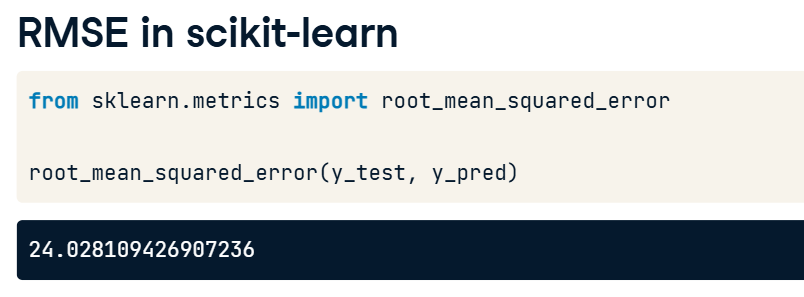 RMSE in scikit-learn
from sklearn.metrics import root_mean_squared_error
root_mean_squared_error(y_test, y_pred)
24.028109426907236